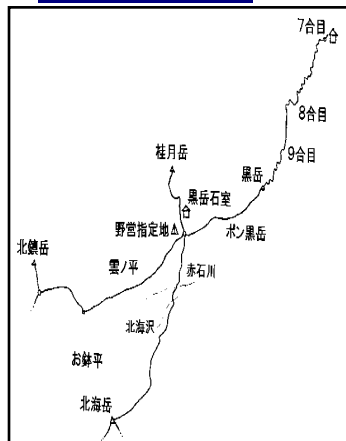 7合目
8合目
9合目
桂月岳
黒岳
黒岳石室
野営指定地
ポン黒岳
北鎮岳
雲ノ平
赤石川
北海沢
お鉢平
北海岳